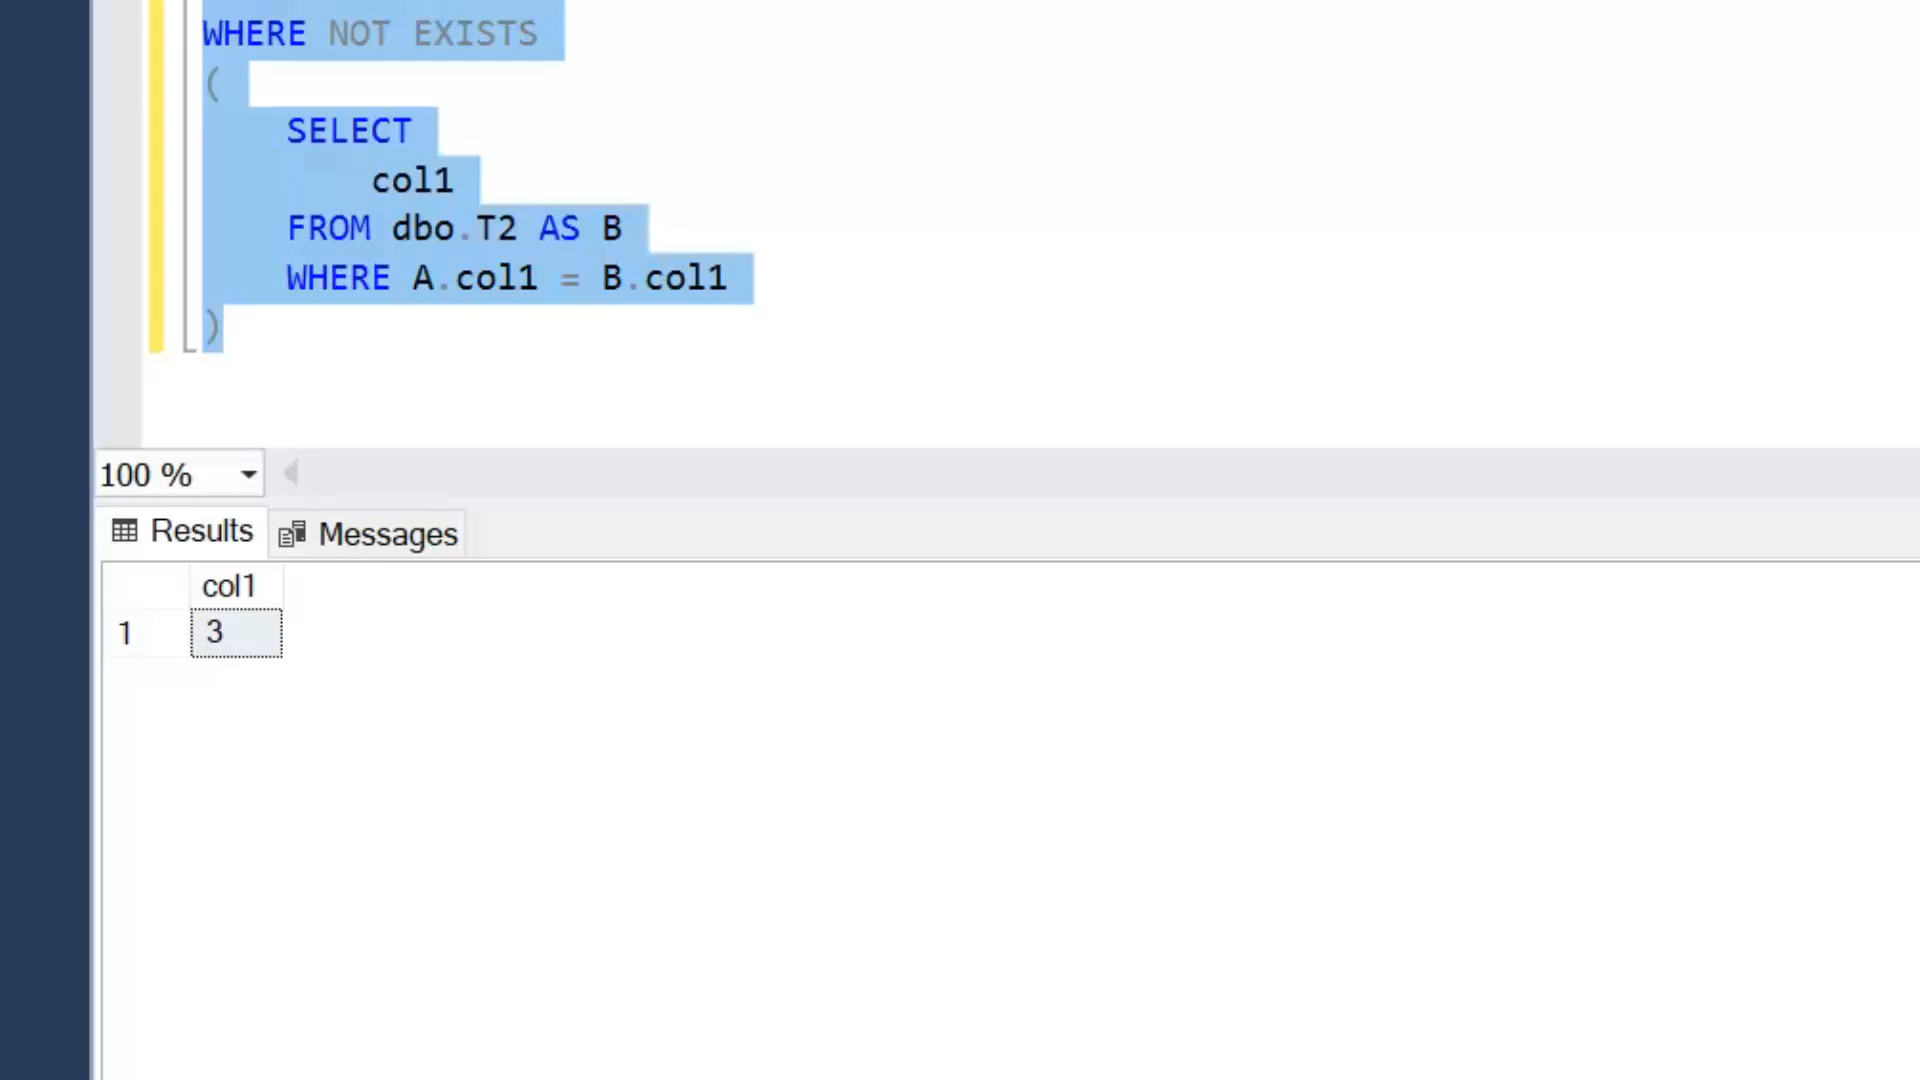 WHERE NOT EXISTS
(
SELECT
col1
FROM dbo.T2 AS B
WHERE A.col1 = B.col1
)
100 %
Results Messages
col1
1 3